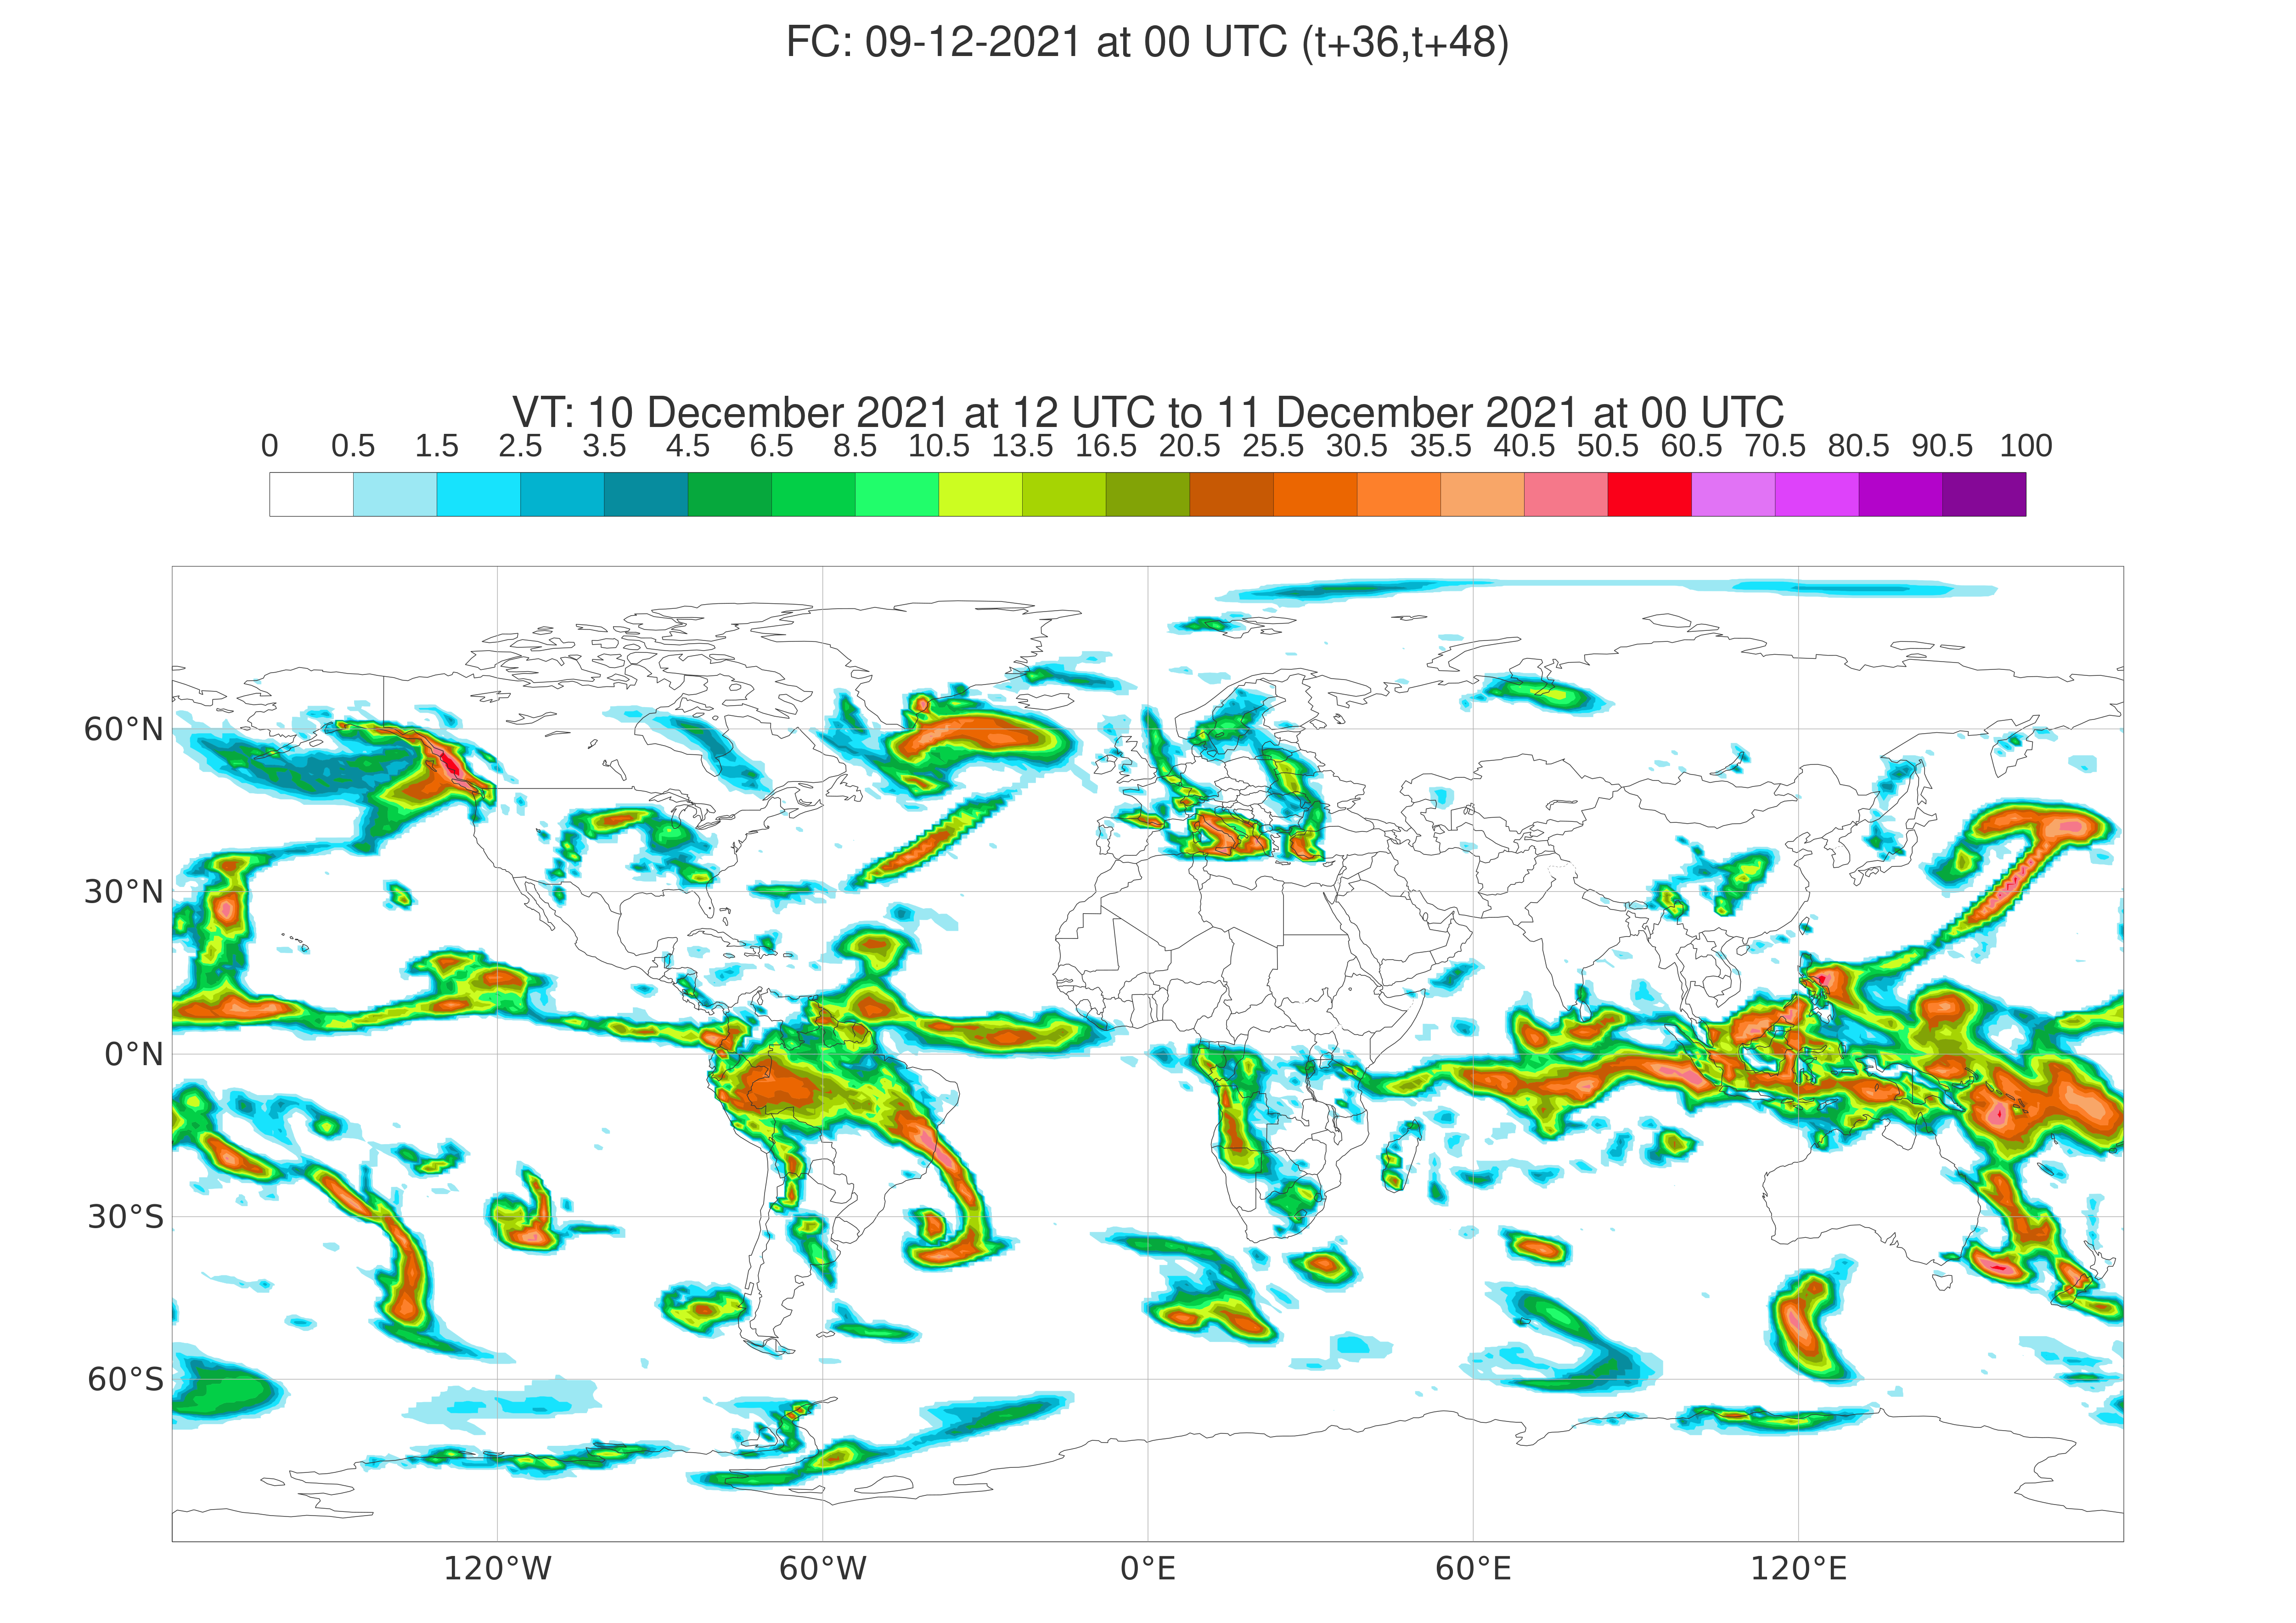 FC: 09-12-2021 at 00 UTC (t+36,t+48)
VT: 10 December 2021 at 12 UTC to 11 December 2021 at 00 UTC
0 0.5 1.5 2.5 3.5 4.5 6.5 8.5 10.5 13.5 16.5 20.5 25.5 30.5 35.5 40.5 50.5 60.5 70.5 80.5 90.5 100
60°N
30°N
0°N
30°S
60°S
120°W 60°W 0°E 60°E 120°E